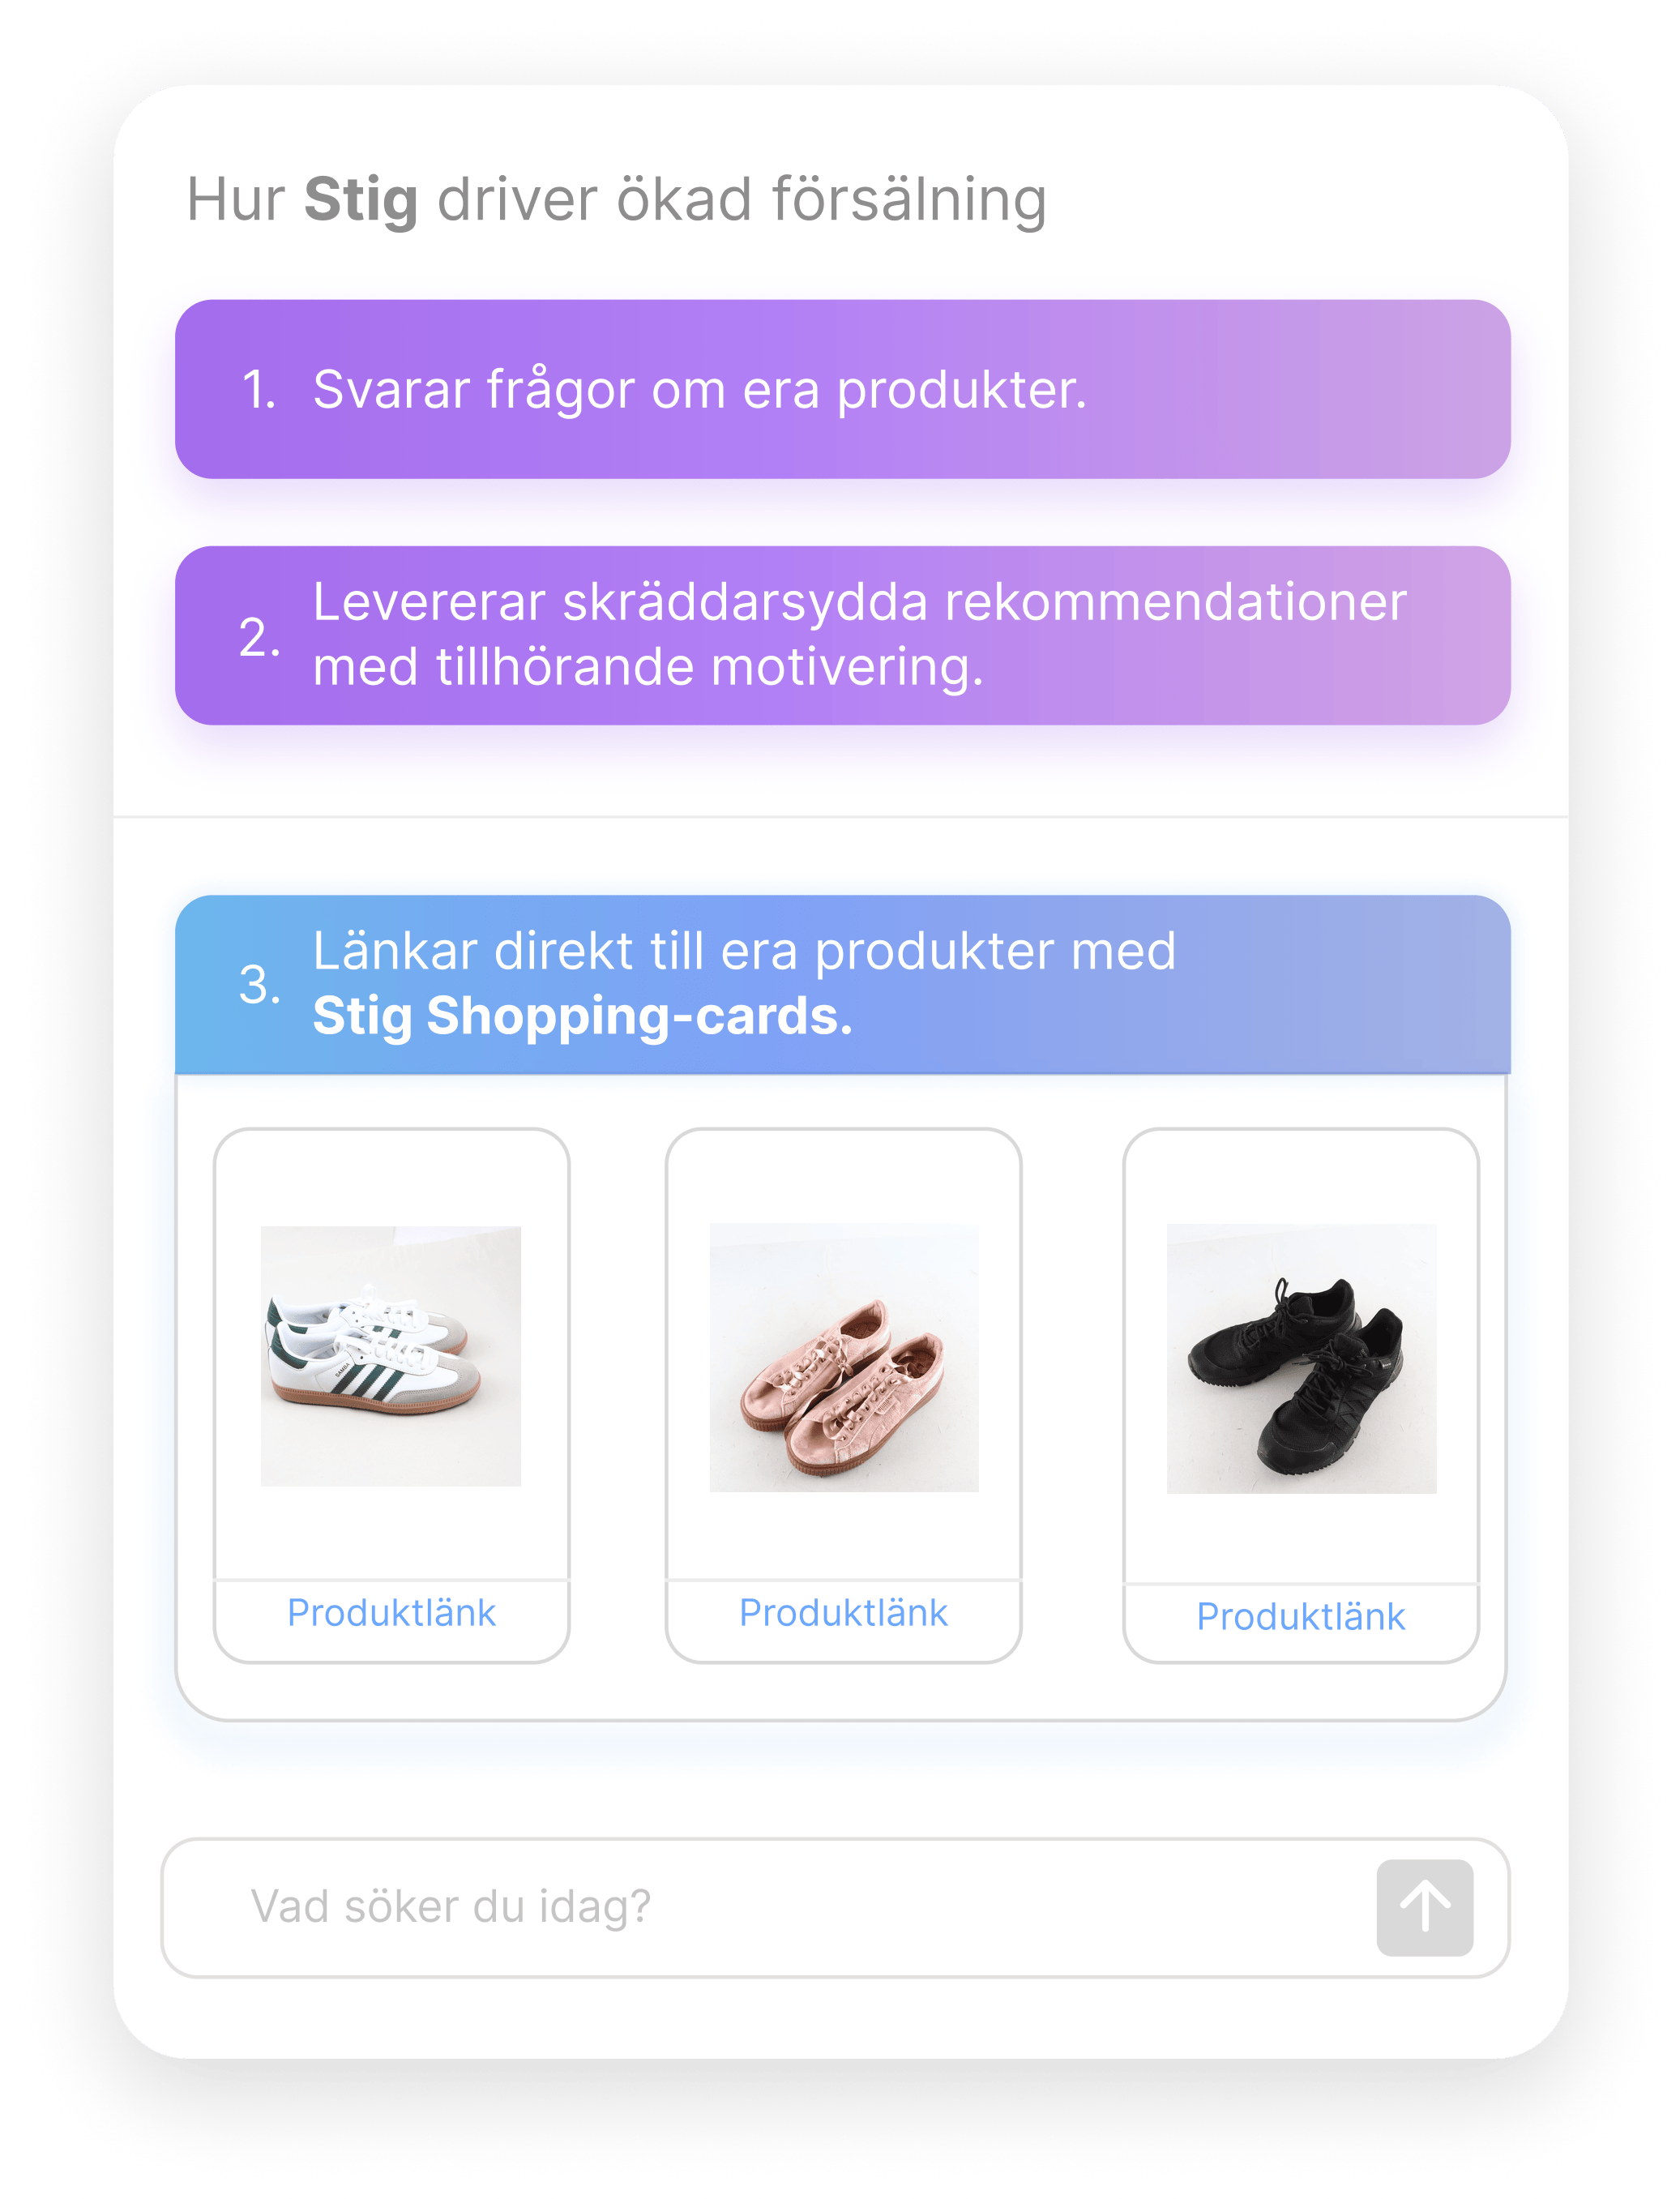 Hur Stig driver ökad försälning
1. Svarar frågor om era produkter.
2. Levererar skräddarsydda rekommendationer
med tillhörande motivering.
3. Länkar direkt till era produkter med
Stig Shopping-cards.
SAMBA
Produktlänk
Produktlänk
Produktlänk
Vad söker du idag?